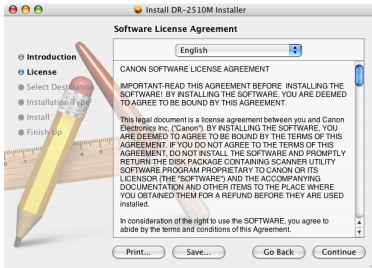 Install DR-2510M Installer
Software License Agreement
Introduction
License
Select Destination
Installation Type
Install
Finish Up
English
CANON SOFTWARE LICENSE AGREEMENT
IMPORTANT-READ THIS AGREEMENT BEFORE INSTALLING THE
SOFTWARE! BY INSTALLING THE SOFTWARE, YOU ARE DEEMED
TO AGREE TO BE BOUND BY THIS AGREEMENT.
This legal document is a license agreement between you and Canon
Electronics Inc. ("Canon"). BY INSTALLING THE SOFTWARE, YOU
ARE DEEMED TO AGREE TO BE BOUND BY THE TERMS OF THIS
AGREEMENT. IF YOU DO NOT AGREE TO THE TERMS OF THIS
AGREEMENT, DO NOT INSTALL THE SOFTWARE AND PROMPTLY
RETURN THE DISK PACKAGE CONTAINING SCANNER UTILITY
SOFTWARE PROGRAM PROPRIETARY TO CANON OR ITS
LICENSOR (THE "SOFTWARE") AND THE ACCOMPANYING
DOCUMENTATION AND OTHER ITEMS TO THE PLACE WHERE
YOU OBTAINED THEM FOR A REFUND BEFORE THEY ARE USED
installed.
In consideration of the right to use the SOFTWARE, you agree to
abide by the terms and conditions of this Agreement.
Print...
Save...
Go Back
Continue